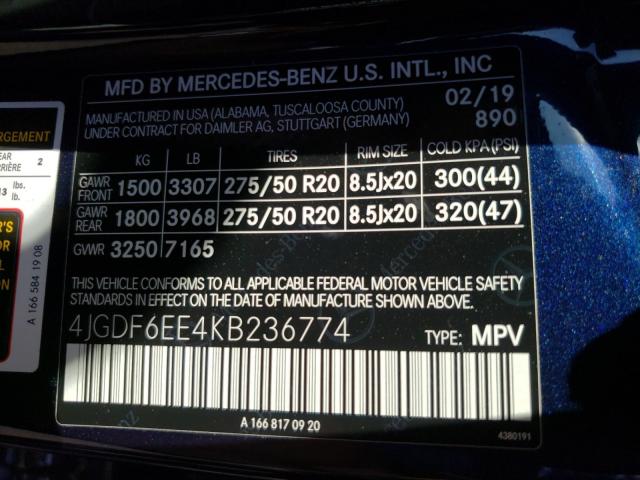 MFD BY MERCEDES-BENZ U.S. INTL., INC
MANUFACTURED IN USA (ALABAMA, TUSCALOOSA COUNTY) 02/19
UNDER CONTRACT FOR DAIMLER AG, STUTTGART (GERMANY) 890
KG LB TIRES RIM SIZE COLD KPA(PSI)
GAWR FRONT 1500 3307 275/50 R20 8.5Jx20 300(44)
GAWR REAR 1800 3968 275/50 R20 8.5Jx20 320(47)
GVWR 3250 7165
THIS VEHICLE CONFORMS TO ALL APPLICABLE FEDERAL MOTOR VEHICLE SAFETY
STANDARDS IN EFFECT ON THE DATE OF MANUFACTURE SHOWN ABOVE.
4JGDF6EE4KB236774 TYPE: MPV
A 166 817 09 20
4380191
2
lbs.
kg.
A 166 584 19 08